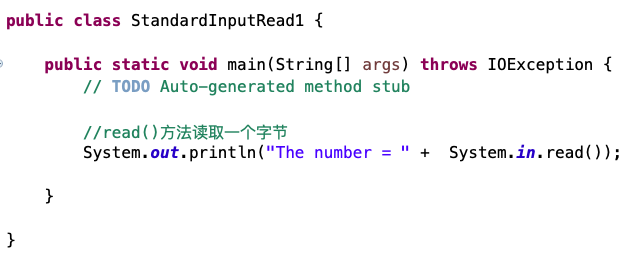 public class StandardInputRead1 {
public static void main(String[] args) throws IOException {
// TODO Auto-generated method stub
//read()方法读取一个字节
System.out.println("The number = " +  System.in.read());
}
}